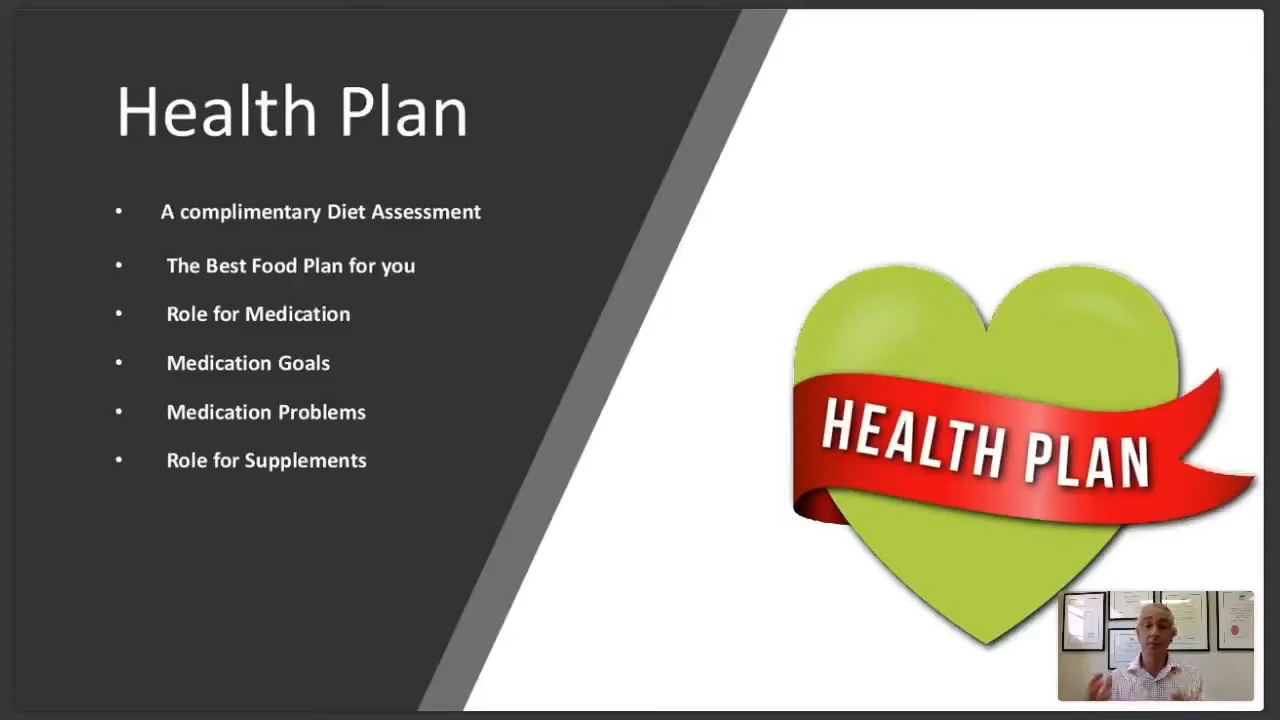 Health Plan
• A complimentary Diet Assessment
• The Best Food Plan for you
• Role for Medication
• Medication Goals
• Medication Problems
• Role for Supplements
HEALTH PLAN